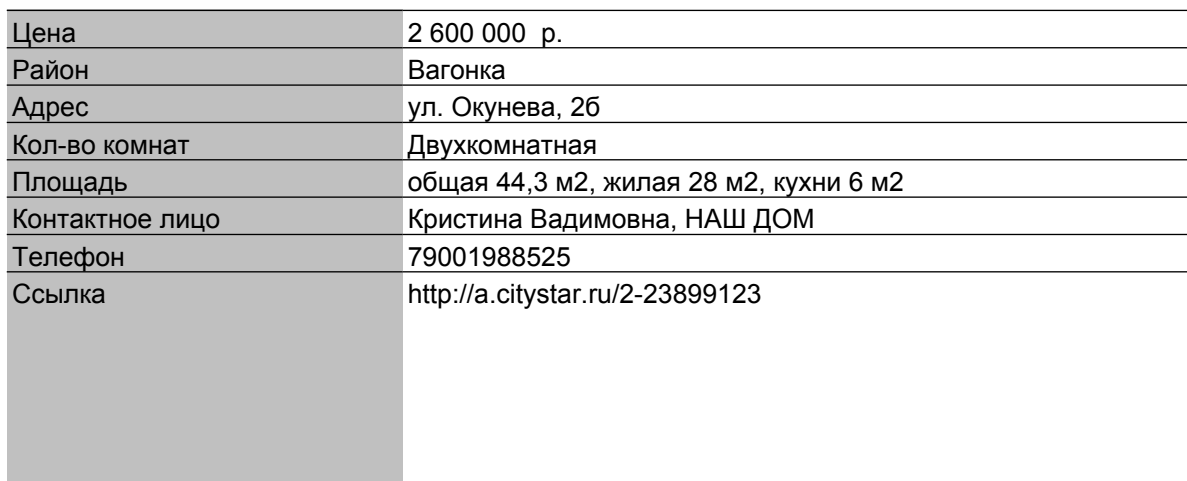 Цена 2 600 000 р.
Район Вагонка
Адрес ул. Окунева, 2б
Кол-во комнат Двухкомнатная
Площадь общая 44,3 м2, жилая 28 м2, кухни 6 м2
Контактное лицо Кристина Вадимовна, НАШ ДОМ
Телефон 79001988525
Ссылка http://a.citystar.ru/2-23899123